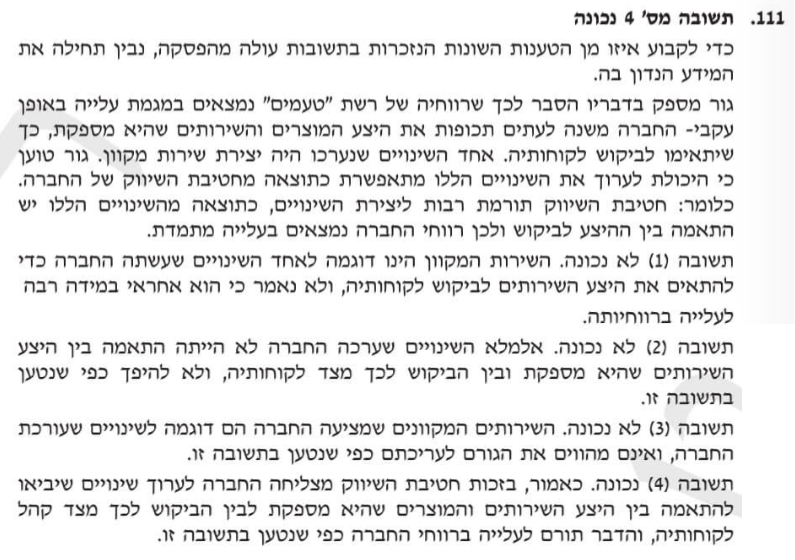 111. תשובה מס' 4 נכונה
כדי לקבוע איזו מן הטענות השונות הנזכרות בתשובות עולה מהפסקה, נבין תחילה את
המידע הנדון בה.
גור מספק בדבריו הסבר לכך שרווחיה של רשת "טעמים" נמצאים במגמת עלייה באופן
עקבי- החברה משנה לעתים תכופות את היצע המוצרים והשירותים שהיא מספקת, כך
שיתאימו לביקוש לקוחותיה. אחד השינויים שנערכו היה יצירת שירות מקוון. גור טוען
כי היכולת לערוך את השינויים הללו מתאפשרת כתוצאה מחטיבת השיווק של החברה.
כלומר: חטיבת השיווק תורמת רבות ליצירת השינויים, כתוצאה מהשינויים הללו יש
התאמה בין ההיצע לביקוש ולכן רווחי החברה נמצאים בעלייה מתמדת.
תשובה (1) לא נכונה. השירות המקוון הינו דוגמה לאחד השינויים שעשתה החברה כדי
להתאים את היצע השירותים לביקוש לקוחותיה, ולא נאמר כי הוא אחראי במידה רבה
לעלייה ברווחיותה.
תשובה (2) לא נכונה. אלמלא השינויים שערכה החברה לא הייתה התאמה בין היצע
השירותים שהיא מספקת ובין הביקוש לכך מצד לקוחותיה, ולא להיפך כפי שנטען
בתשובה זו.
תשובה (3) לא נכונה. השירותים המקוונים שמציעה החברה הם דוגמה לשינויים שעורכת
החברה, ואינם מהווים את הגורם לעריכתם כפי שנטען בתשובה זו.
תשובה (4) נכונה. כאמור, בזכות חטיבת השיווק מצליחה החברה לערוך שינויים שיביאו
להתאמה בין היצע השירותים והמוצרים שהיא מספקת לבין הביקוש לכך מצד קהל
לקוחותיה, והדבר תורם לעלייה ברווחי החברה כפי שנטען בתשובה זו.